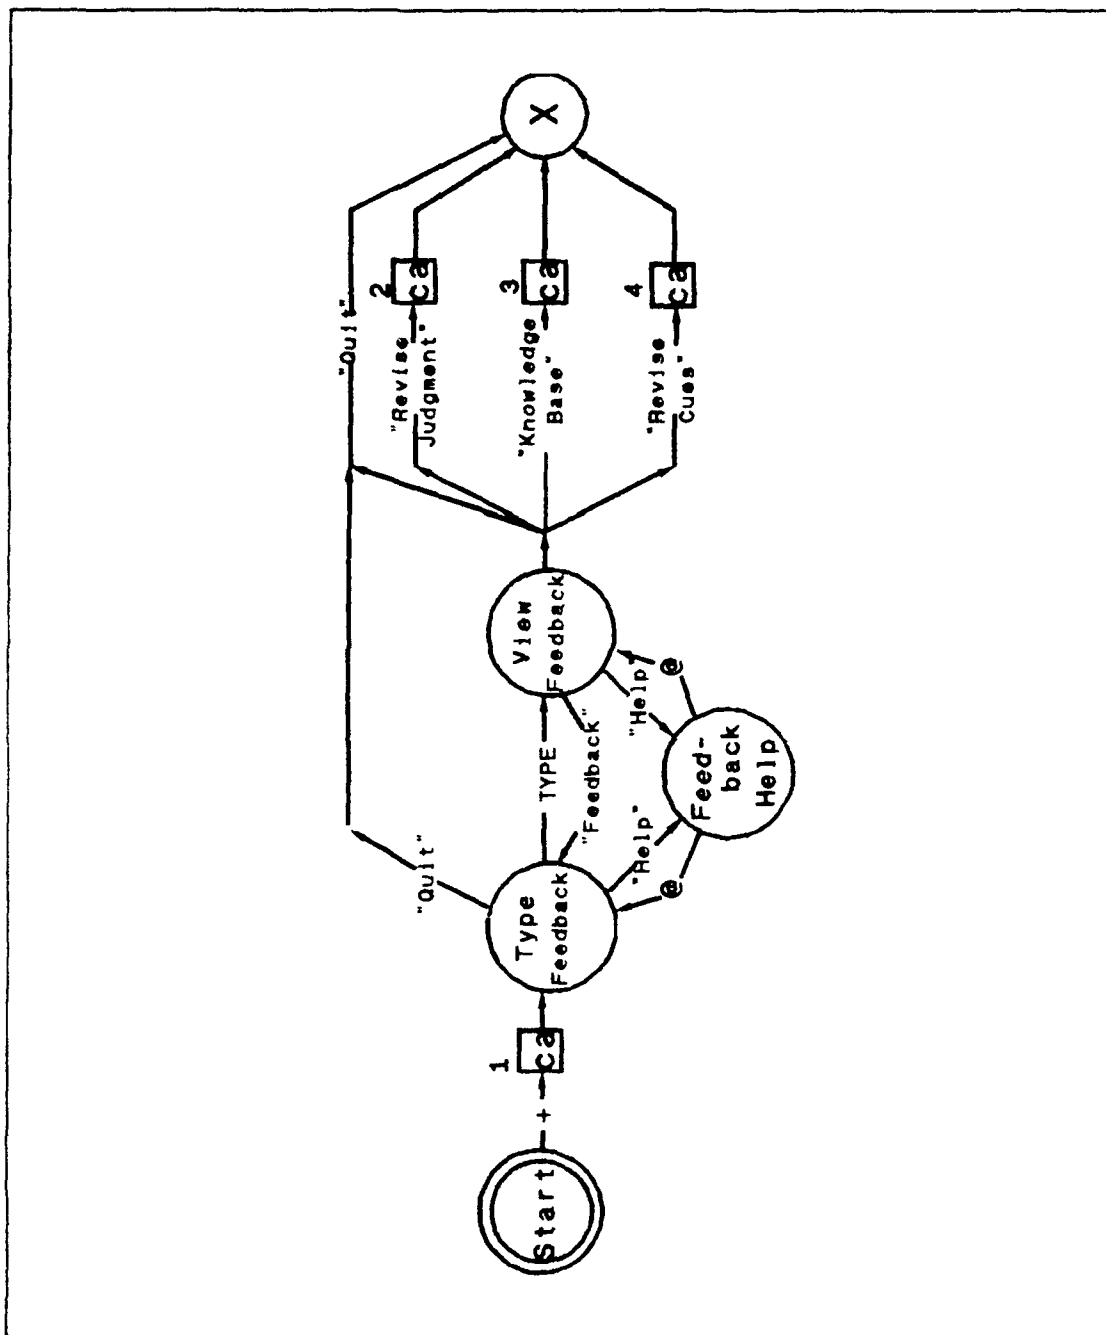 Start
+
1
ca
Type
Feedback
"Quit"
TYPE
"Feedback"
"Help"
@
Feed-
back
Help
"Help"
@
View
Feedback
"Quit"
"Revise
Judgment"
2
ca
"Knowledge
Base"
3
ca
"Revise
Cues"
4
ca
X